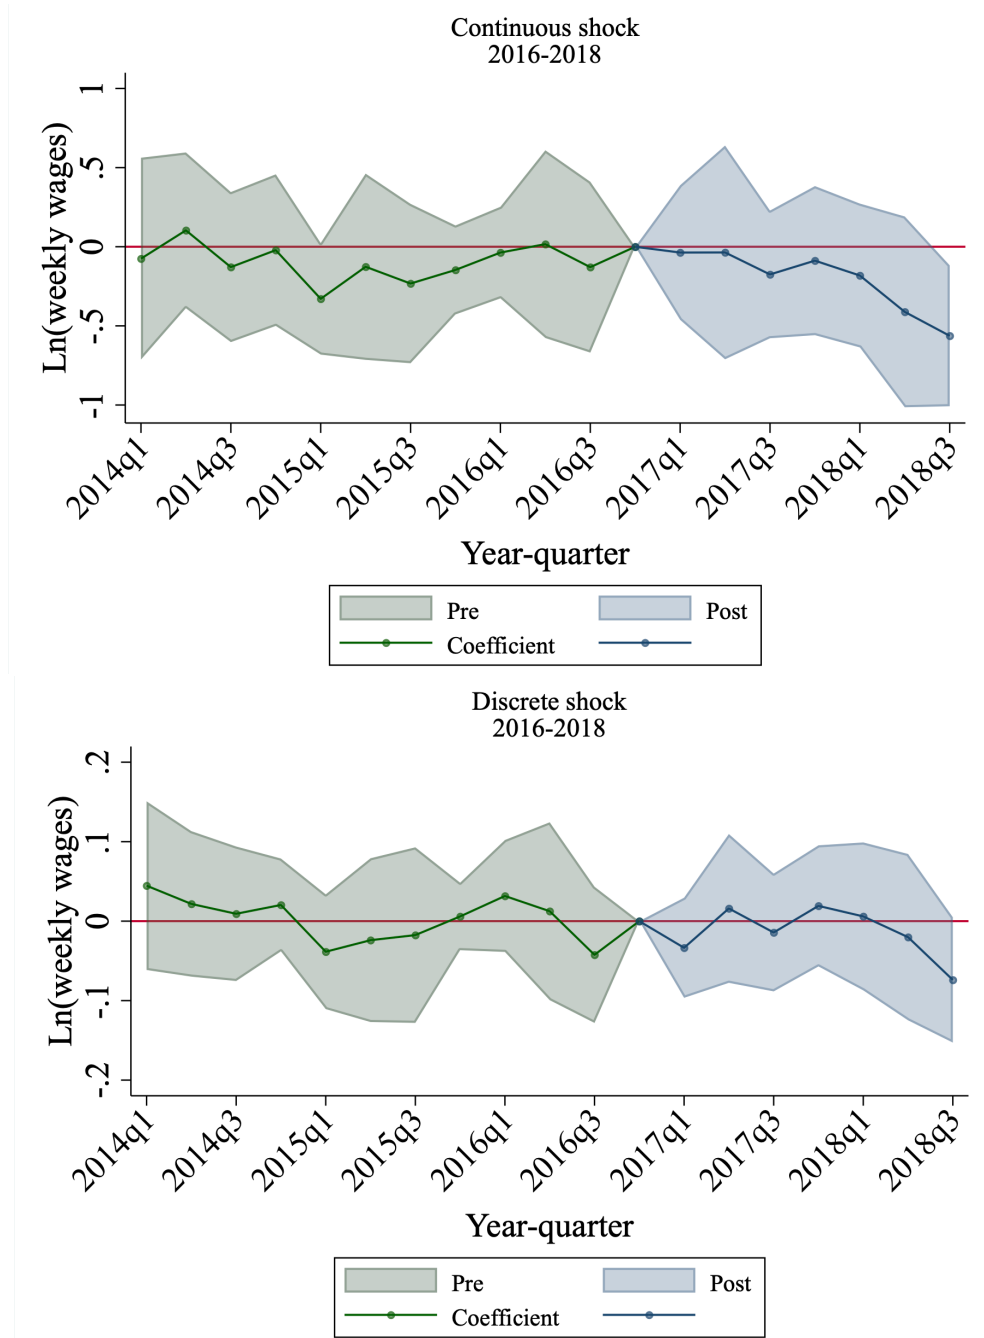 Continuous shock
2016-2018
Ln(weekly wages)
1
.5
0
-.5
-1
2014q1
2014q3
2015q1
2015q3
2016q1
2016q3
2017q1
2017q3
2018q1
2018q3
Year-quarter
Pre
Post
Coefficient
Discrete shock
2016-2018
Ln(weekly wages)
.2
.1
0
-.1
-.2
2014q1
2014q3
2015q1
2015q3
2016q1
2016q3
2017q1
2017q3
2018q1
2018q3
Year-quarter
Pre
Post
Coefficient